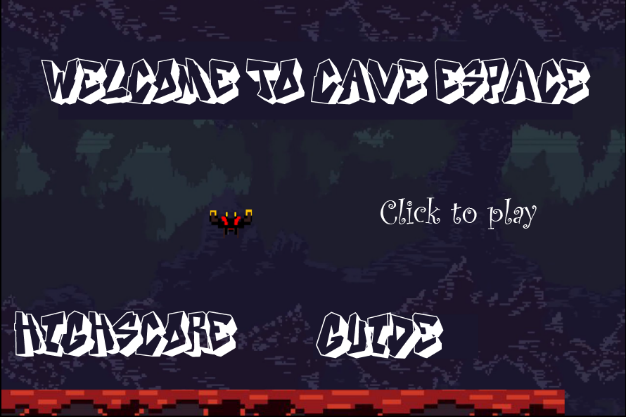 WELCOME TO CAVE ESPACE
Click to play
HIGHSCORE
GUIDE